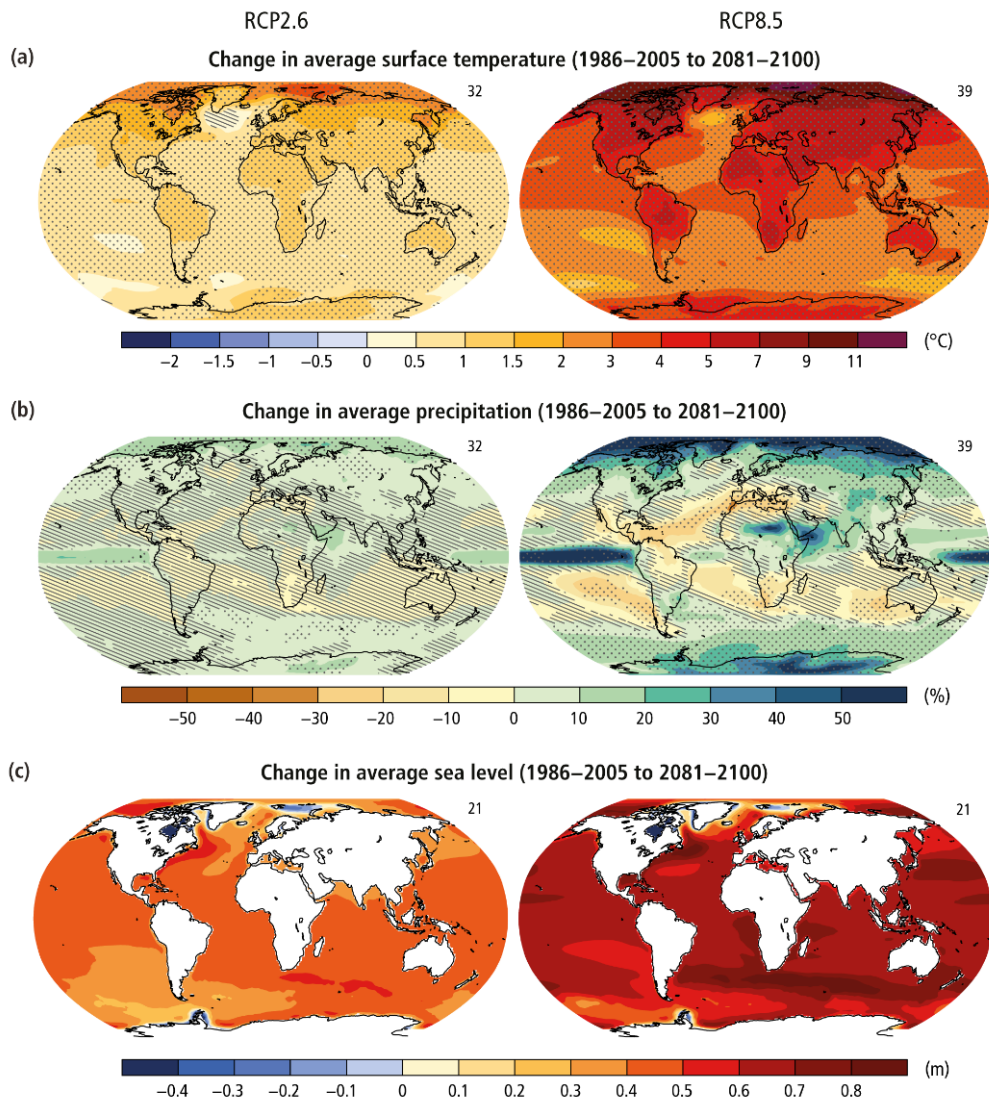 RCP2.6 RCP8.5
(a) Change in average surface temperature (1986–2005 to 2081–2100)
32 39
−2 −1.5 −1 −0.5 0 0.5 1 1.5 2 3 4 5 7 9 11 (°C)
(b) Change in average precipitation (1986–2005 to 2081–2100)
32 39
−50 −40 −30 −20 −10 0 10 20 30 40 50 (%)
(c) Change in average sea level (1986–2005 to 2081–2100)
21 21
−0.4 −0.3 −0.2 −0.1 0 0.1 0.2 0.3 0.4 0.5 0.6 0.7 0.8 (m)